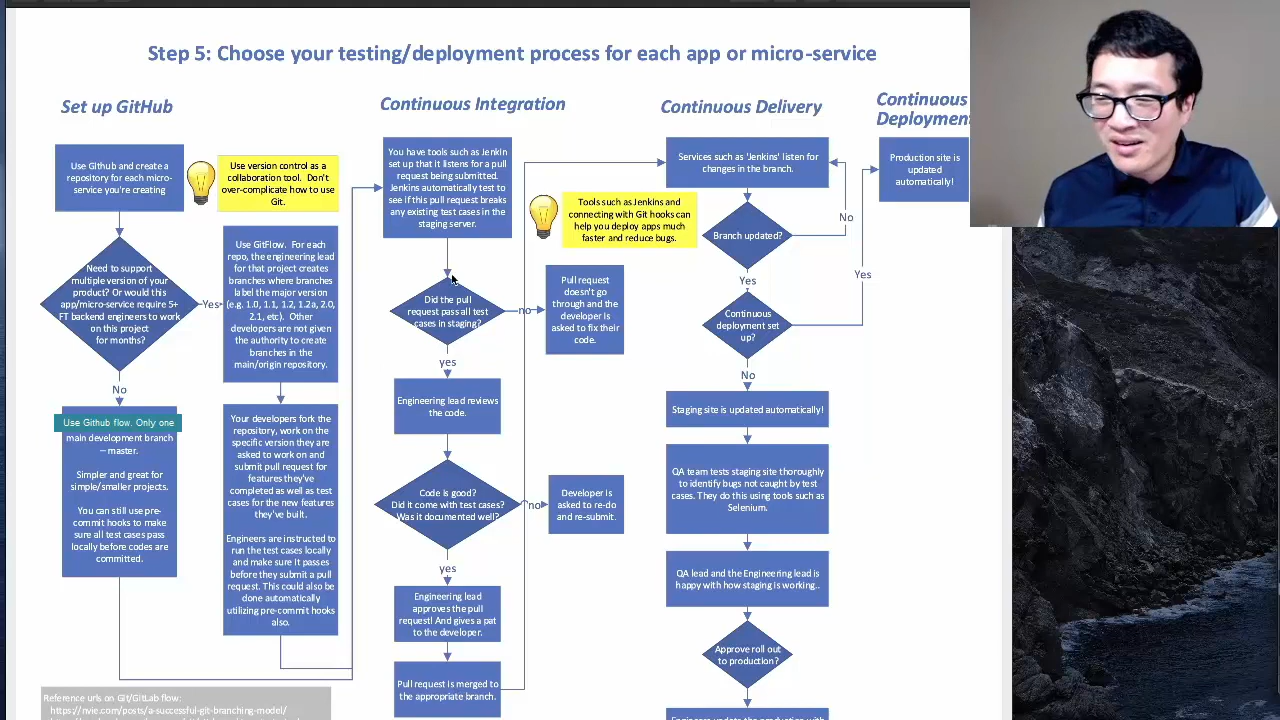 Step 5: Choose your testing/deployment process for each app or micro-service
Set up GitHub
Use Github and create a
repository for each micro-
service you're creating
Use version control as a
collaboration tool. Don't
over-complicate how to use
Git.
Need to support
multiple version of your
product? Or would this
app/micro-service require 5+
FT backend engineers to work
on this project
for months?
Yes
No
Use Github flow. Only one
main development branch
– master.
Simpler and great for
simple/smaller projects.
You can still use pre-
commit hooks to make
sure all test cases pass
locally before codes are
committed.
Use GitFlow. For each
repo, the engineering lead
for that project creates
branches where branches
label the major version
(e.g. 1.0, 1.1, 1.2, 1.2a, 2.0,
2.1, etc). Other
developers are not given
the authority to create
branches in the
main/origin repository.
Your developers fork the
repository, work on the
specific version they are
asked to work on and
submit pull request for
features they've
completed as well as test
cases for the new features
they've built.
Engineers are instructed to
run the test cases locally
and make sure it passes
before they submit a pull
request. This could also be
done automatically
utilizing pre-commit hooks
also.
Reference urls on Git/GitLab flow:
https://nvie.com/posts/a-successful-git-branching-model/
Continuous Integration
You have tools such as Jenkin
set up that it listens for a pull
request being submitted.
Jenkins automatically test to
see if this pull request breaks
any existing test cases in the
staging server.
Did the pull
request pass all test
cases in staging?
no
Pull request
doesn't go
through and the
developer is
asked to fix their
code.
yes
Engineering lead reviews
the code.
Code is good?
Did it come with test cases?
Was it documented well?
no
Developer is
asked to re-do
and re-submit.
yes
Engineering lead
approves the pull
request! And gives a pat
to the developer.
Pull request is merged to
the appropriate branch.
Tools such as Jenkins and
connecting with Git hooks can
help you deploy apps much
faster and reduce bugs.
Continuous Delivery
Services such as 'Jenkins' listen for
changes in the branch.
Branch updated?
No
Yes
Continuous
deployment set
up?
Yes
No
Staging site is updated automatically!
QA team tests staging site thoroughly
to identify bugs not caught by test
cases. They do this using tools such as
Selenium.
QA lead and the Engineering lead is
happy with how staging is working..
Approve roll out
to production?
Engineers update the production with
Continuous
Deployment
Production site is
updated
automatically!